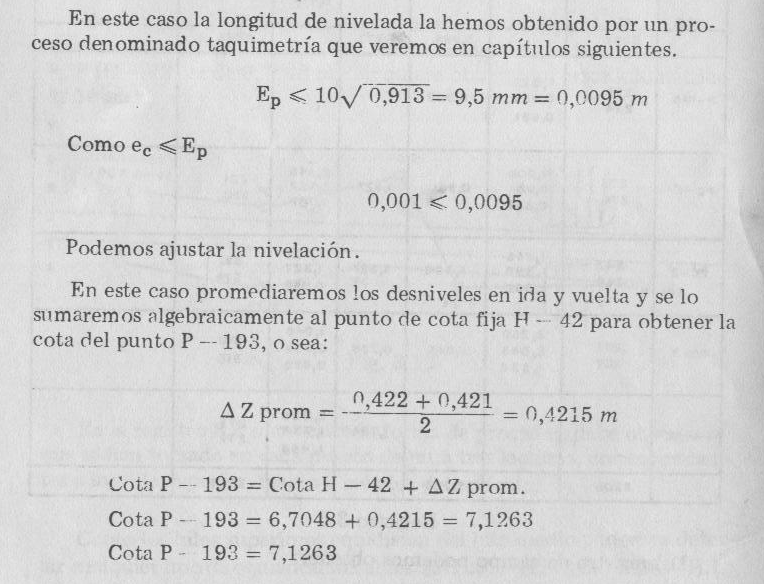 En este caso la longitud de nivelada la hemos obtenido por un pro-
ceso denominado taquimetría que veremos en capítulos siguientes.
E_p ⩽ 10√0,913 = 9,5 mm = 0,0095 m
Como e_c ⩽ E_p
0,001 ⩽ 0,0095
Podemos ajustar la nivelación.
En este caso promediaremos los desniveles en ida y vuelta y se lo
sumaremos algebraicamente al punto de cota fija H — 42 para obtener la
cota del punto P — 193, o sea:
Δ Z prom = (0,422 + 0,421) / 2 = 0,4215 m
Cota P — 193 = Cota H — 42 + Δ Z prom.
Cota P — 193 = 6,7048 + 0,4215 = 7,1263
Cota P - 193 = 7,1263